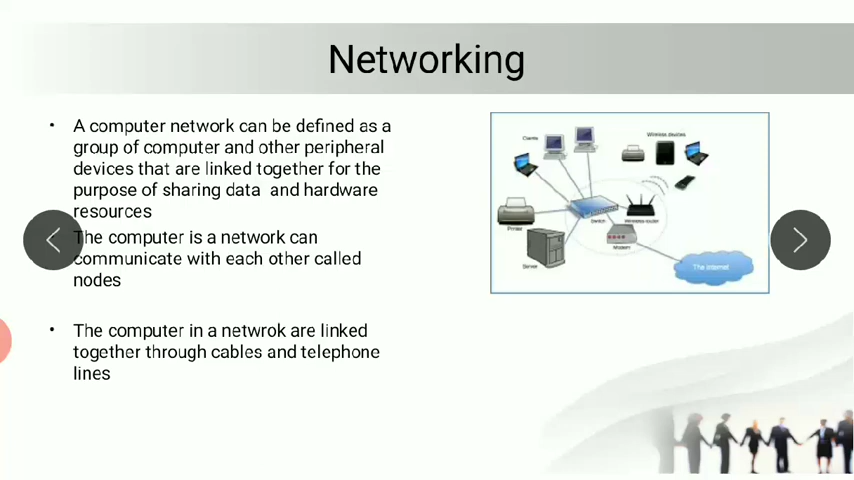 Networking
• A computer network can be defined as a
group of computer and other peripheral
devices that are linked together for the
purpose of sharing data and hardware
resources
The computer is a network can
communicate with each other called
nodes
• The computer in a netwrok are linked
together through cables and telephone
lines
Clients
Wireless devices
Printer
Switch
Wireless router
Modem
Server
The Internet